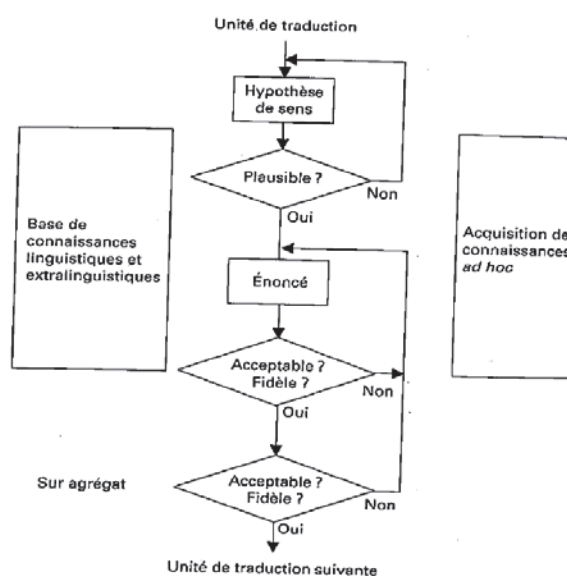 Unité de traduction
Hypothèse
de sens
Plausible ?
Non
Oui
Base de
connaissances
linguistiques et
extralinguistiques
Acquisition de
connaissances
ad hoc
Énoncé
Acceptable ?
Fidèle ?
Non
Oui
Sur agrégat
Acceptable ?
Fidèle ?
Non
Oui
Unité de traduction suivante